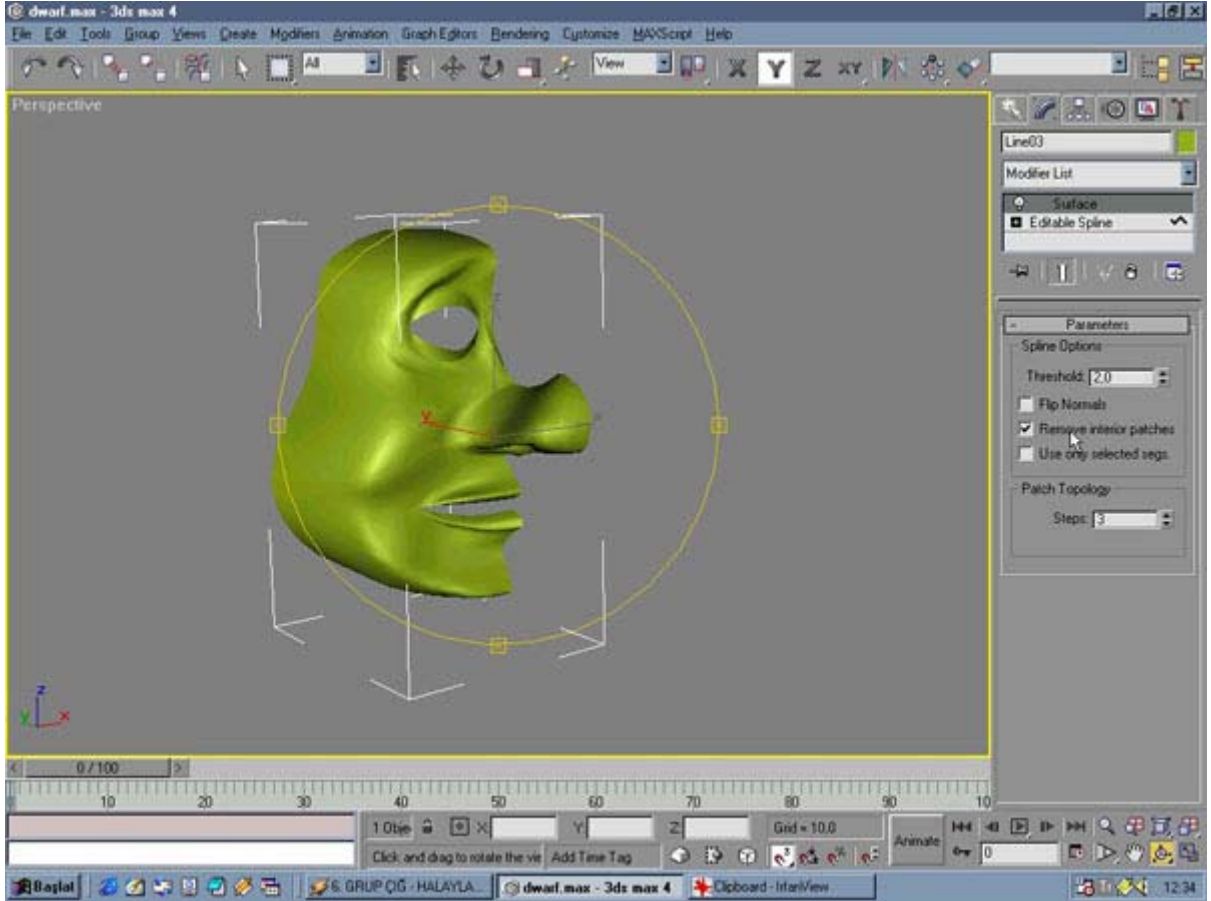 dwarf.max - 3ds max 4
File Edit Tools Group Views Create Modifiers Animation Graph Editors Rendering Customize MAXScript Help
All
View
X Y Z XY
Perspective
Line03
Modifier List
Surface
Editable Spline
Parameters
Spline Options
Threshold: 2,0
Flip Normals
Remove interior patches
Use only selected segs.
Patch Topology
Steps: 3
z
y x
0 / 100
10 20 30 40 50 60 70 80 90 10
1 Obje X: Y: Z: Grid = 10,0
Animate
0
Click and drag to rotate the vie Add Time Tag
Başlat
6. GRUP ÇIĞ - HALAYLA...
dwarf.max - 3ds max 4
Clipboard - IrfanView
12:34